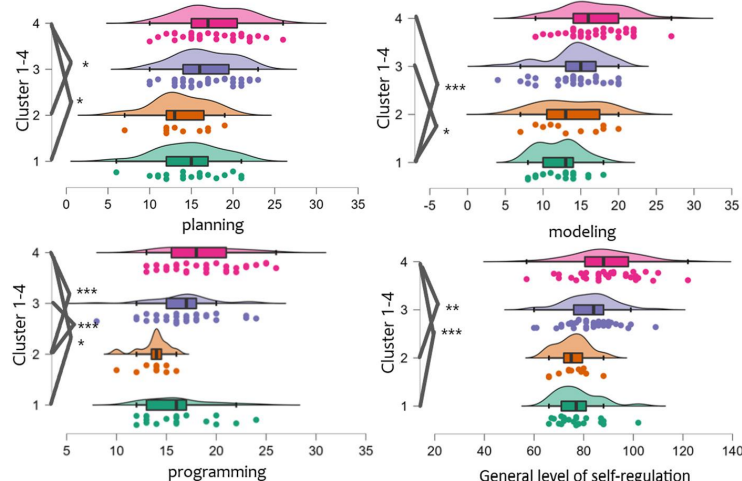 Cluster 1-4
4
3
2
1
*
*
0 5 10 15 20 25 30 35
planning
Cluster 1-4
4
3
2
1
***
*
-5 0 5 10 15 20 25 30 35
modeling
Cluster 1-4
4
3
2
1
***
***
*
5 10 15 20 25 30 35
programming
Cluster 1-4
4
3
2
1
**
***
20 40 60 80 100 120 140
General level of self-regulation